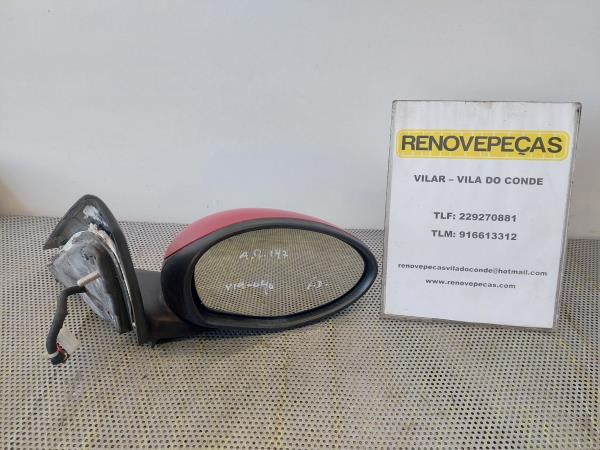 RENOVEPEÇAS
VILAR – VILA DO CONDE
TLF: 229270881
TLM: 916613312
renovepecasviladoconde@hotmail.com
www.renovepecas.com
A.R. 147